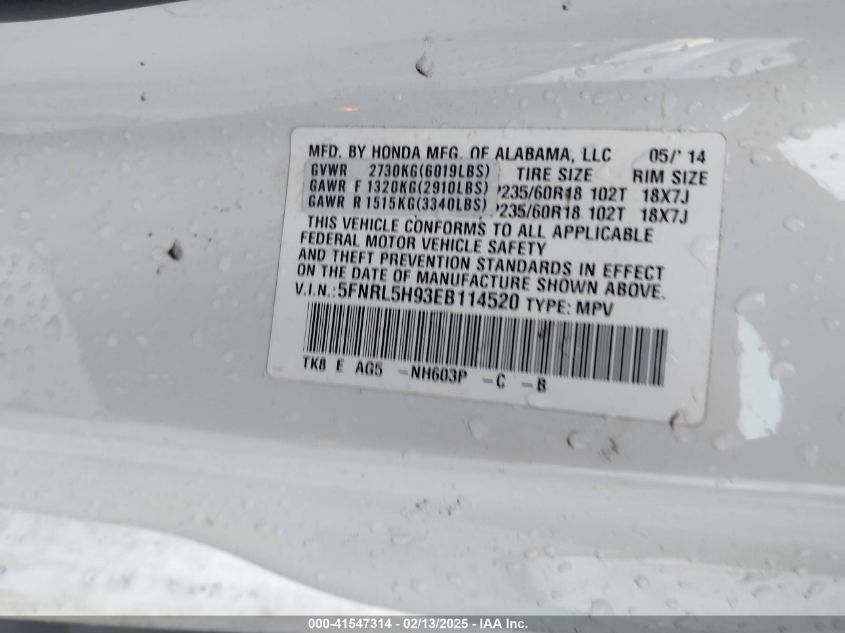 MFD. BY HONDA MFG. OF ALABAMA, LLC 05/'14
GVWR 2730KG(6019LBS) TIRE SIZE RIM SIZE
GAWR F 1320KG(2910LBS) P235/60R18 102T 18X7J
GAWR R 1515KG(3340LBS) P235/60R18 102T 18X7J
THIS VEHICLE CONFORMS TO ALL APPLICABLE
FEDERAL MOTOR VEHICLE SAFETY
AND THEFT PREVENTION STANDARDS IN EFFECT
ON THE DATE OF MANUFACTURE SHOWN ABOVE.
V.I.N.:5FNRL5H93EB114520 TYPE: MPV
TK8 E AG5 -NH603P -C -B
000-41547314 - 02/13/2025 - IAA Inc.